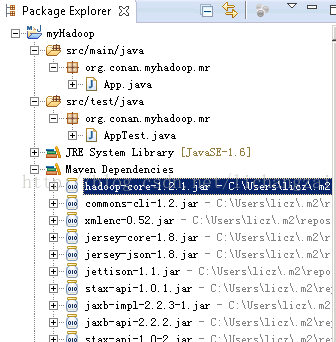 Package Explorer
myHadoop
src/main/java
org.conan.myhadoop.mr
App.java
src/test/java
org.conan.myhadoop.mr
AppTest.java
JRE System Library [JavaSE-1.6]
Maven Dependencies
hadoop-core-1.2.1.jar - C:\Users\licz\.m2
commons-cli-1.2.jar - C:\Users\licz\.m2\r
xmlenc-0.52.jar - C:\Users\licz\.m2\repos
jersey-core-1.8.jar - C:\Users\licz\.m2\r
jersey-json-1.8.jar - C:\Users\licz\.m2\r
jettison-1.1.jar - C:\Users\licz\.m2\repo
stax-api-1.0.1.jar - C:\Users\licz\.m2\re
jaxb-impl-2.2.3-1.jar - C:\Users\licz\.m2
jaxb-api-2.2.2.jar - C:\Users\licz\.m2\re
stax-api-1.0-2.jar - C:\Users\licz\.m2\re